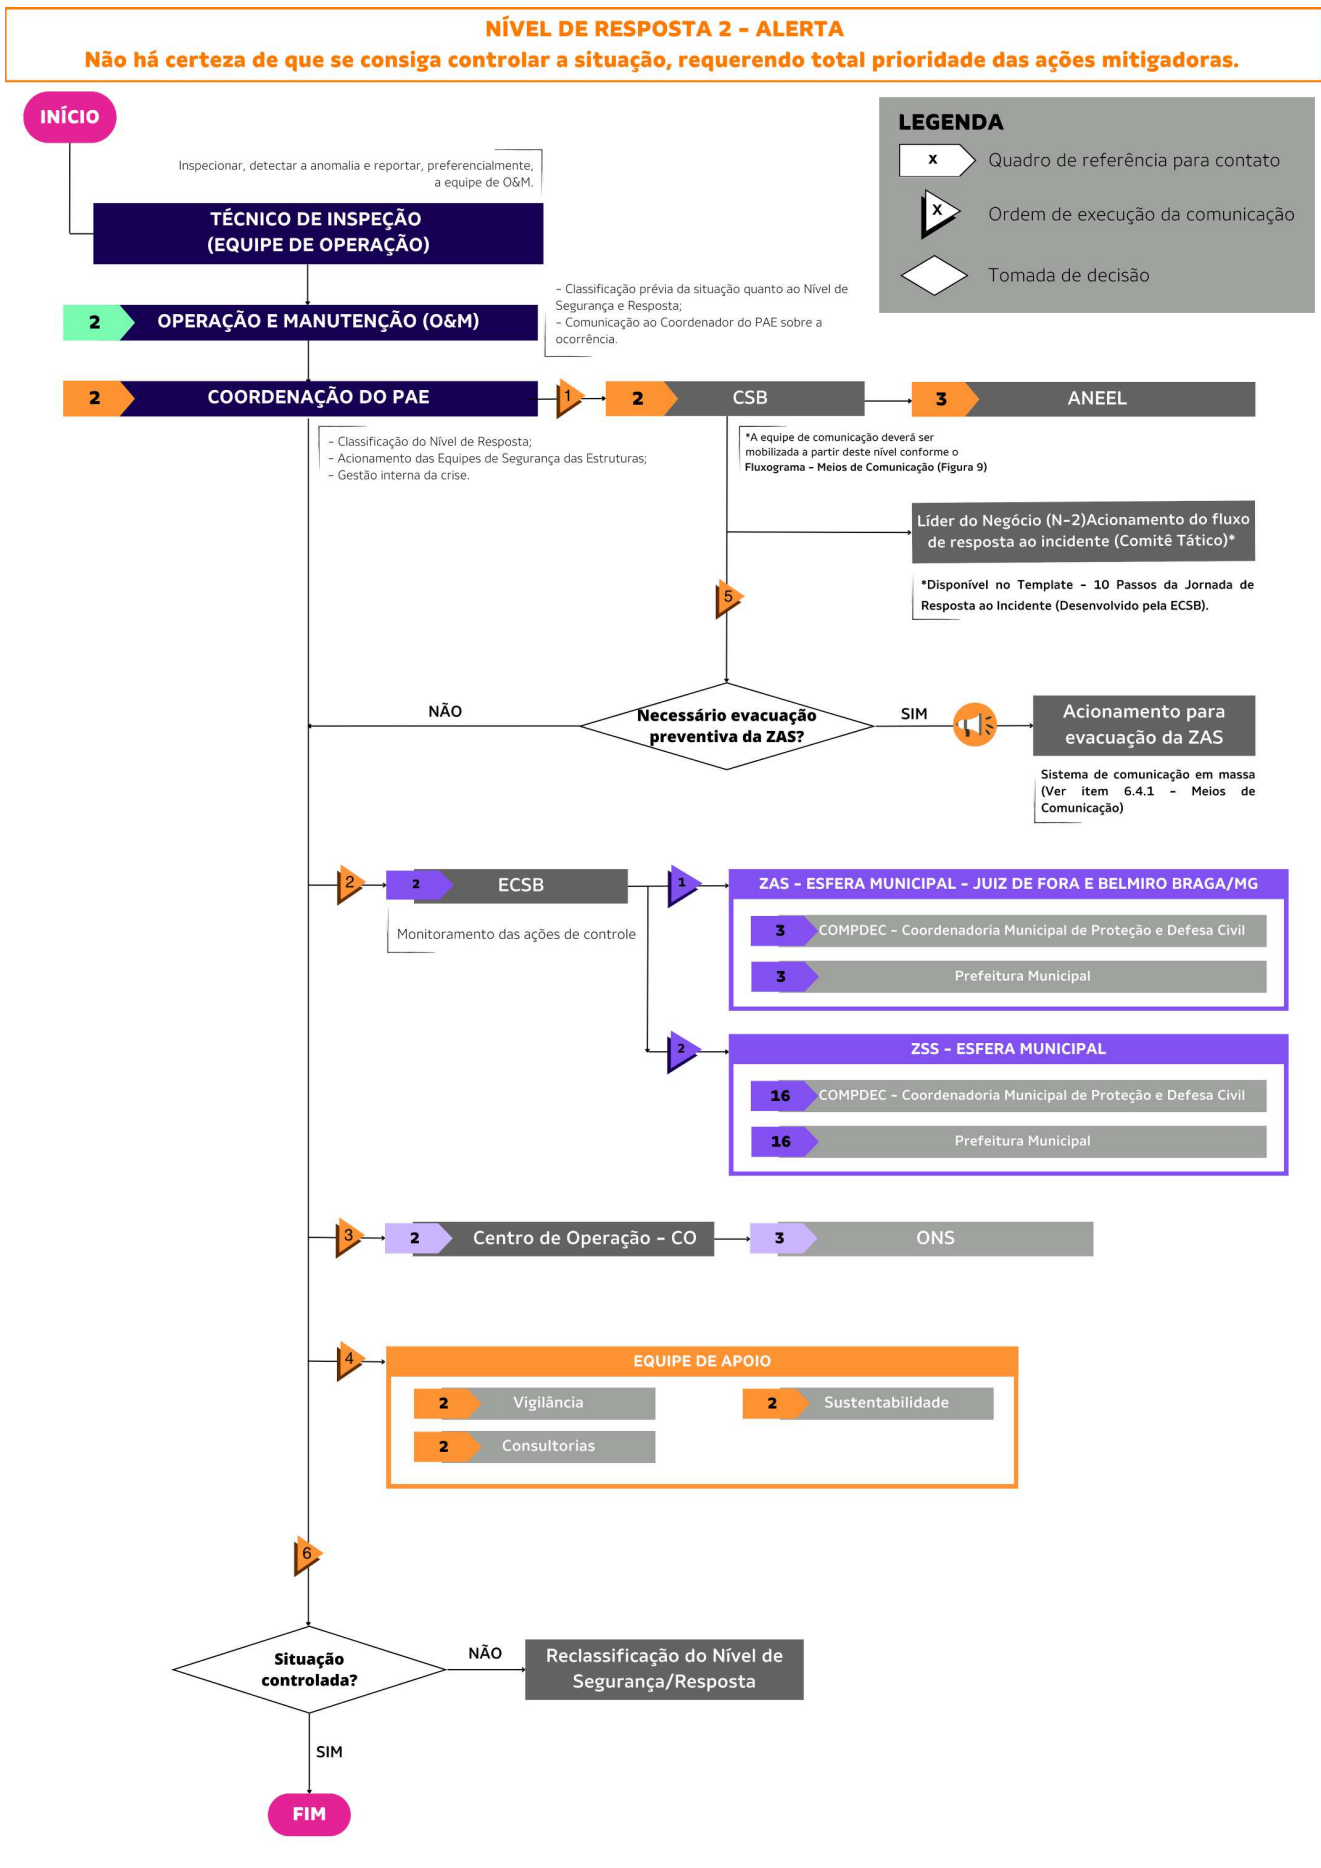 NÍVEL DE RESPOSTA 2 - ALERTA
Não há certeza de que se consiga controlar a situação, requerendo total prioridade das ações mitigadoras.
INÍCIO
LEGENDA
x
Quadro de referência para contato
X
Ordem de execução da comunicação
Tomada de decisão
Inspecionar, detectar a anomalia e reportar, preferencialmente,
a equipe de O&M.
TÉCNICO DE INSPEÇÃO
(EQUIPE DE OPERAÇÃO)
2
OPERAÇÃO E MANUTENÇÃO (O&M)
- Classificação prévia da situação quanto ao Nível de
Segurança e Resposta;
- Comunicação ao Coordenador do PAE sobre a
ocorrência.
2
COORDENAÇÃO DO PAE
1
2
CSB
3
ANEEL
- Classificação do Nível de Resposta;
- Acionamento das Equipes de Segurança das Estruturas;
- Gestão interna da crise.
*A equipe de comunicação deverá ser
mobilizada a partir deste nível conforme o
Fluxograma - Meios de Comunicação (Figura 9)
Líder do Negócio (N-2)Acionamento do fluxo
de resposta ao incidente (Comitê Tático)*
*Disponível no Template - 10 Passos da Jornada de
Resposta ao Incidente (Desenvolvido pela ECSB).
5
Necessário evacuação
preventiva da ZAS?
NÃO
SIM
Acionamento para
evacuação da ZAS
Sistema de comunicação em massa
(Ver item 6.4.1 - Meios de
Comunicação)
2
2
ECSB
Monitoramento das ações de controle
1
ZAS - ESFERA MUNICIPAL - JUIZ DE FORA E BELMIRO BRAGA/MG
3
COMPDEC - Coordenadoria Municipal de Proteção e Defesa Civil
3
Prefeitura Municipal
2
ZSS - ESFERA MUNICIPAL
16
COMPDEC - Coordenadoria Municipal de Proteção e Defesa Civil
16
Prefeitura Municipal
3
2
Centro de Operação - CO
3
ONS
4
EQUIPE DE APOIO
2
Vigilância
2
Sustentabilidade
2
Consultorias
6
Situação
controlada?
NÃO
Reclassificação do Nível de
Segurança/Resposta
SIM
FIM